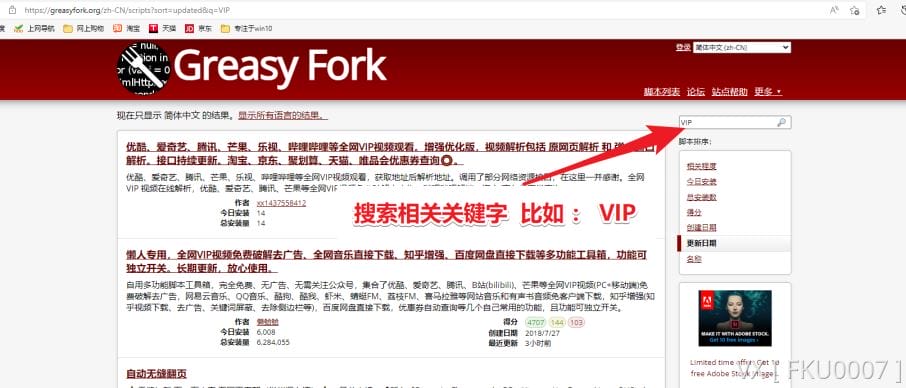 https://greasyfork.org/zh-CN/scripts?sort=updated&q=VIP
上网导航 网上购物 淘宝 天猫 京东 专注于win10
Greasy Fork
登录 简体中文 (zh-CN)
脚本列表 论坛 站点帮助 更多
现在只显示 简体中文 的结果。显示所有语言的结果。
VIP
脚本排序:
相关程度
今日安装
总安装数
得分
创建日期
更新日期
名称
优酷、爱奇艺、腾讯、芒果、乐视、哔哩哔哩等全网VIP视频观看。增强优化版，视频解析包括 原网页解析 和
解析。接口持续更新。淘宝、京东、聚划算、天猫、唯品会优惠券查询
优酷、爱奇艺、腾讯、芒果、乐视、哔哩哔哩等全网VIP视频观看，获取地址后解析地址。调用了部分网络资源接口，在这里一并感谢。全网
VIP 视频在线解析，优酷、爱奇艺、腾讯、芒果等全网
作者 xx1437558412
今日安装 14
总安装量 14
搜索相关关键字 比如： VIP
懒人专用，全网VIP视频免费破解去广告、全网音乐直接下载、知乎增强、百度网盘直接下载等多功能工具箱，功能可
独立开关。长期更新，放心使用。
自用多功能脚本工具箱，完全免费、无广告、无需关注公众号，集合了优酷、爱奇艺、腾讯、B站(bilibili)、芒果等全网VIP视频(PC+移动端)免
费破解去广告，网易云音乐、QQ音乐、酷狗、酷我、虾米、蜻蜓FM、荔枝FM、喜马拉雅等网站音乐和有声书音频免客户端下载，知乎增强(知
乎视频下载、去广告、关键词屏蔽、去除侧边栏等)，百度网盘直接下载，优惠券自动查询等几个自己常用的功能，且功能可独立开关。
作者 懒蛤蛤
今日安装 6,008
总安装量 6,284,055
得分 4707 144 103
创建日期 2018/7/27
最近更新 3小时前
自动无缝翻页
Adobe
MAKE IT WITH ADOBE STOCK.
Get 10 free images ›
Limited time offer: Get 10
free Adobe Stock images.
[ FKU0007 ]